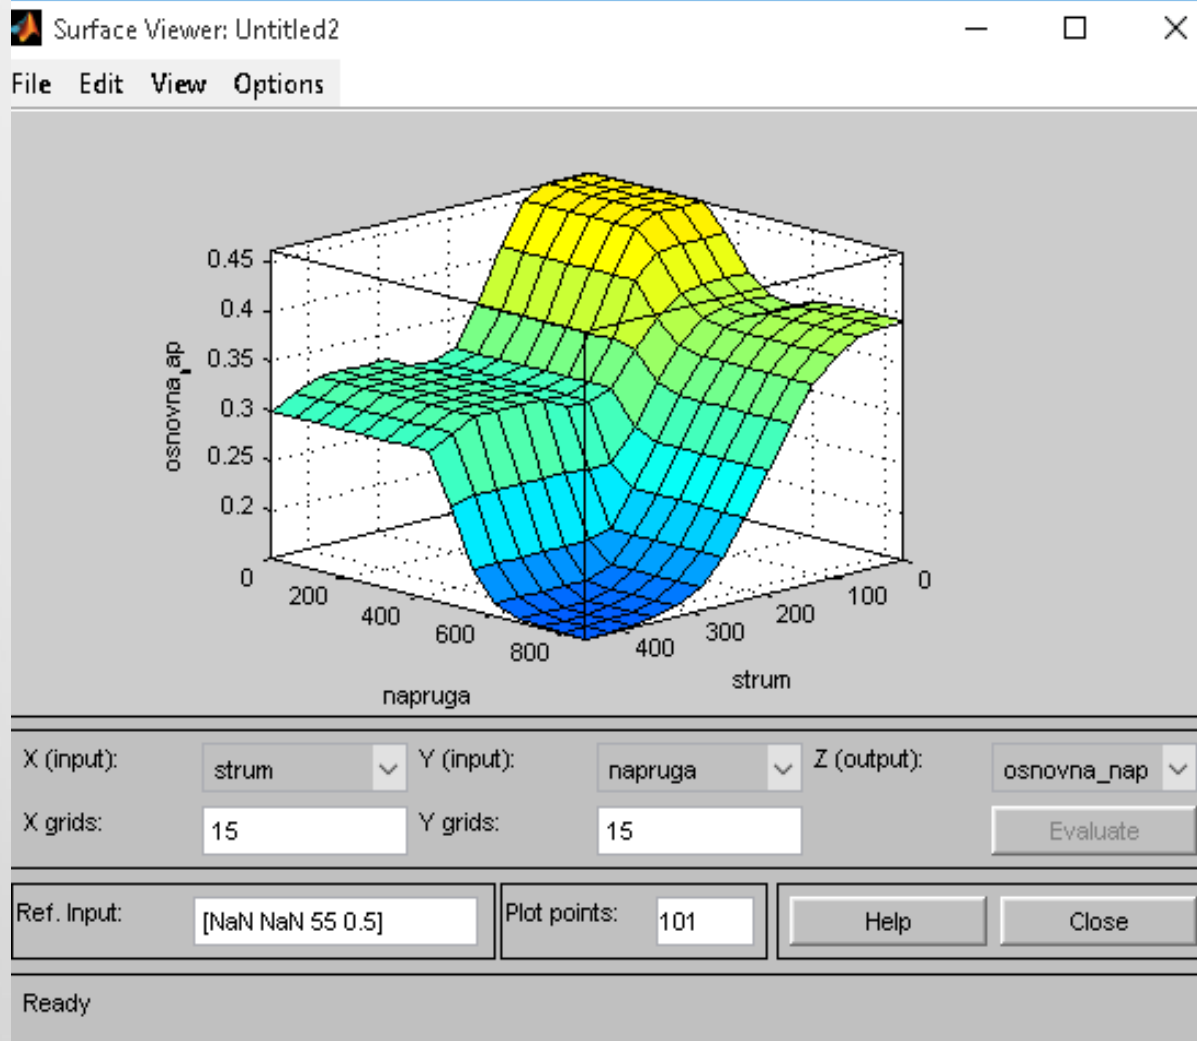 Surface Viewer: Untitled2
File Edit View Options
0.45
0.4
0.35
0.3
0.25
0.2
osnovna_ap
0
200
400
600
800
napruga
400
300
200
100
0
strum
X (input): strum Y (input): napruga Z (output): osnovna_nap
X grids: 15 Y grids: 15 Evaluate
Ref. Input: [NaN NaN 55 0.5] Plot points: 101 Help Close
Ready